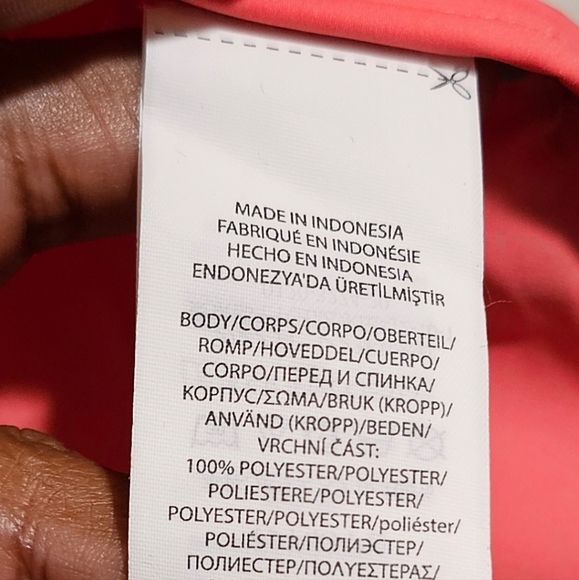 MADE IN INDONESIA
FABRIQUÉ EN INDONÉSIE
HECHO EN INDONESIA
ENDONEZYA'DA ÜRETİLMİŞTİR
BODY/CORPS/CORPO/OBERTEIL/
ROMP/HOVEDDEL/CUERPO/
CORPO/ПЕРЕД И СПИНКА/
КОРПУС/ΣΩΜΑ/BRUK (KROPP)/
ANVÄND (KROPP)/BEDEN/
VRCHNÍ ČÁST:
100% POLYESTER/POLYESTER/
POLIESTERE/POLYESTER/
POLYESTER/POLYESTER/poliéster/
POLIÉSTER/ПОЛИЭСТЕР/
ПОЛИЕСТЕР/ΠΟΛΥΕΣΤΕΡΑΣ/